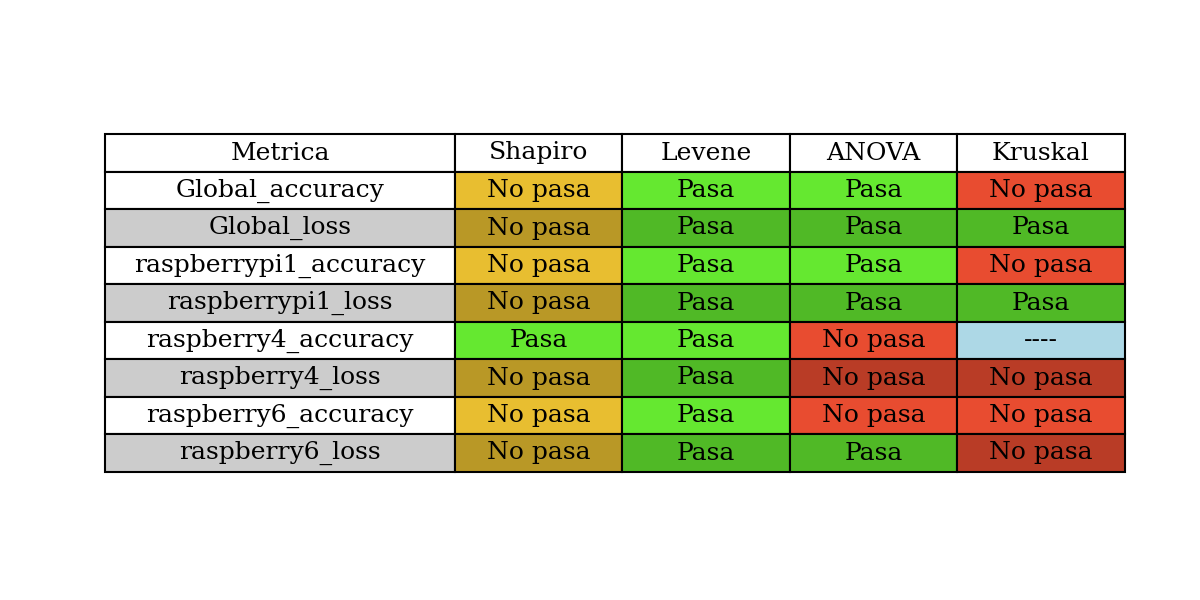 Metrica Shapiro Levene ANOVA Kruskal
Global_accuracy No pasa Pasa Pasa No pasa
Global_loss No pasa Pasa Pasa Pasa
raspberrypi1_accuracy No pasa Pasa Pasa No pasa
raspberrypi1_loss No pasa Pasa Pasa Pasa
raspberry4_accuracy Pasa Pasa No pasa ----
raspberry4_loss No pasa Pasa No pasa No pasa
raspberry6_accuracy No pasa Pasa No pasa No pasa
raspberry6_loss No pasa Pasa Pasa No pasa